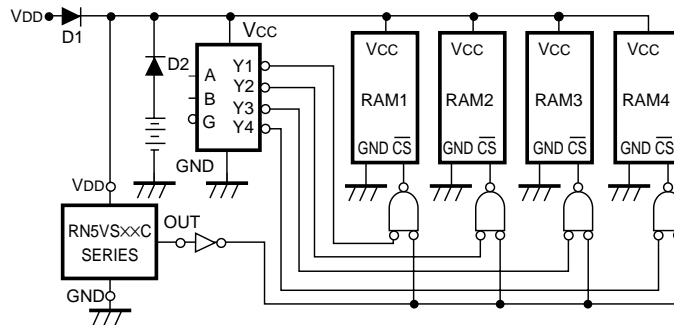 VDD
D1
VCC
D2
A
B
G
Y1
Y2
Y3
Y4
GND
VDD
RN5VS××C
SERIES
OUT
GND
VCC
RAM1
GND CS
VCC
RAM2
GND CS
VCC
RAM3
GND CS
VCC
RAM4
GND CS